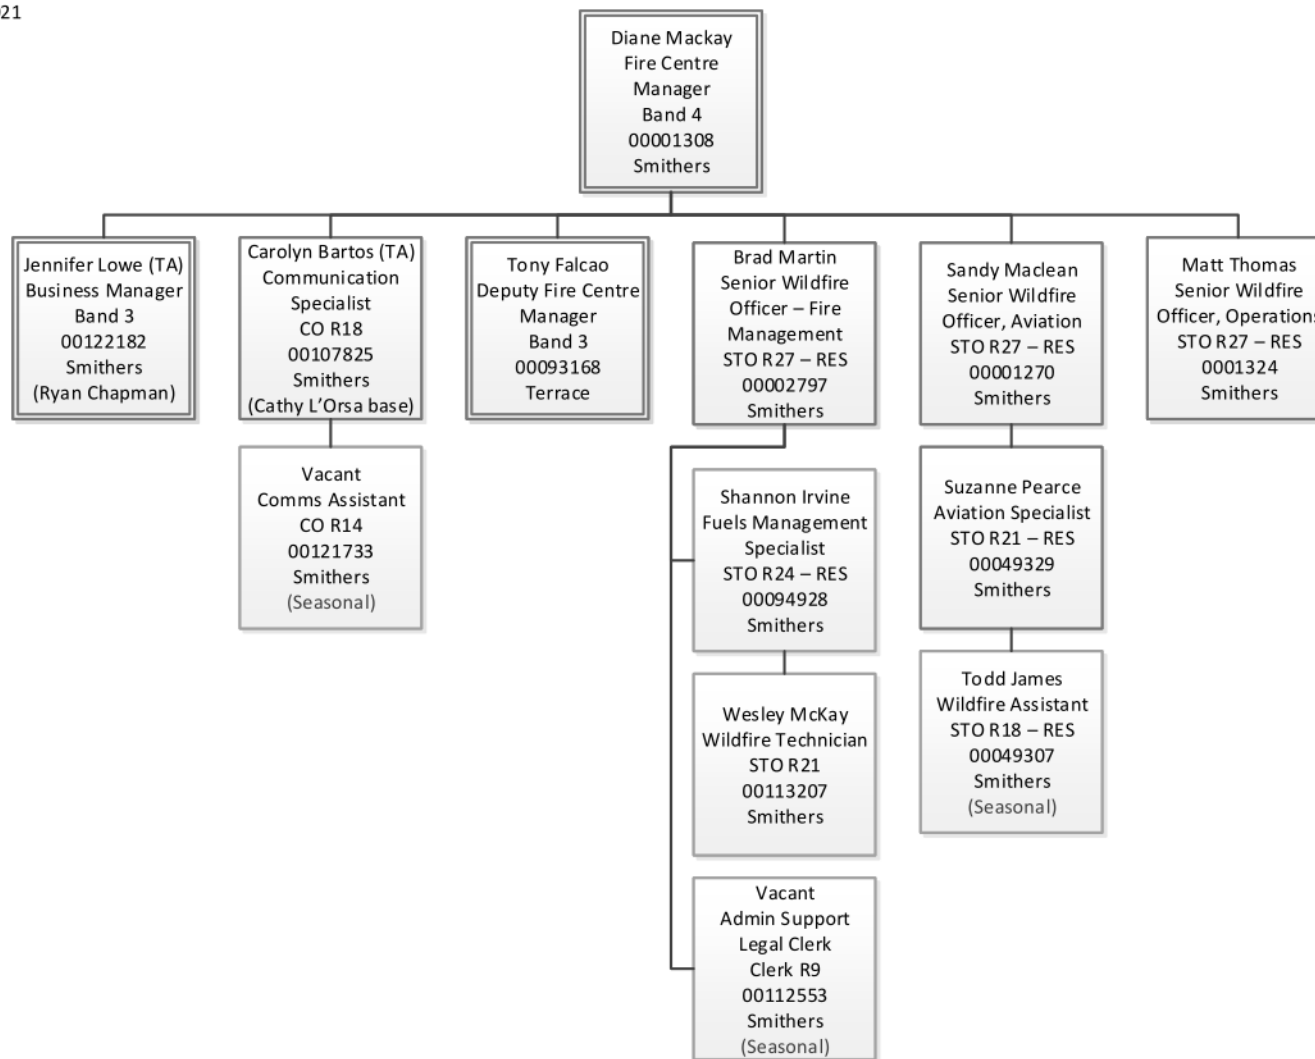 021
Diane Mackay
Fire Centre
Manager
Band 4
00001308
Smithers
Jennifer Lowe (TA)
Business Manager
Band 3
00122182
Smithers
(Ryan Chapman)
Carolyn Bartos (TA)
Communication
Specialist
CO R18
00107825
Smithers
(Cathy L’Orsa base)
Tony Falcao
Deputy Fire Centre
Manager
Band 3
00093168
Terrace
Brad Martin
Senior Wildfire
Officer – Fire
Management
STO R27 – RES
00002797
Smithers
Sandy Maclean
Senior Wildfire
Officer, Aviation
STO R27 – RES
00001270
Smithers
Matt Thomas
Senior Wildfire
Officer, Operations
STO R27 – RES
0001324
Smithers
Vacant
Comms Assistant
CO R14
00121733
Smithers
(Seasonal)
Shannon Irvine
Fuels Management
Specialist
STO R24 – RES
00094928
Smithers
Suzanne Pearce
Aviation Specialist
STO R21 – RES
00049329
Smithers
Wesley McKay
Wildfire Technician
STO R21
00113207
Smithers
Todd James
Wildfire Assistant
STO R18 – RES
00049307
Smithers
(Seasonal)
Vacant
Admin Support
Legal Clerk
Clerk R9
00112553
Smithers
(Seasonal)